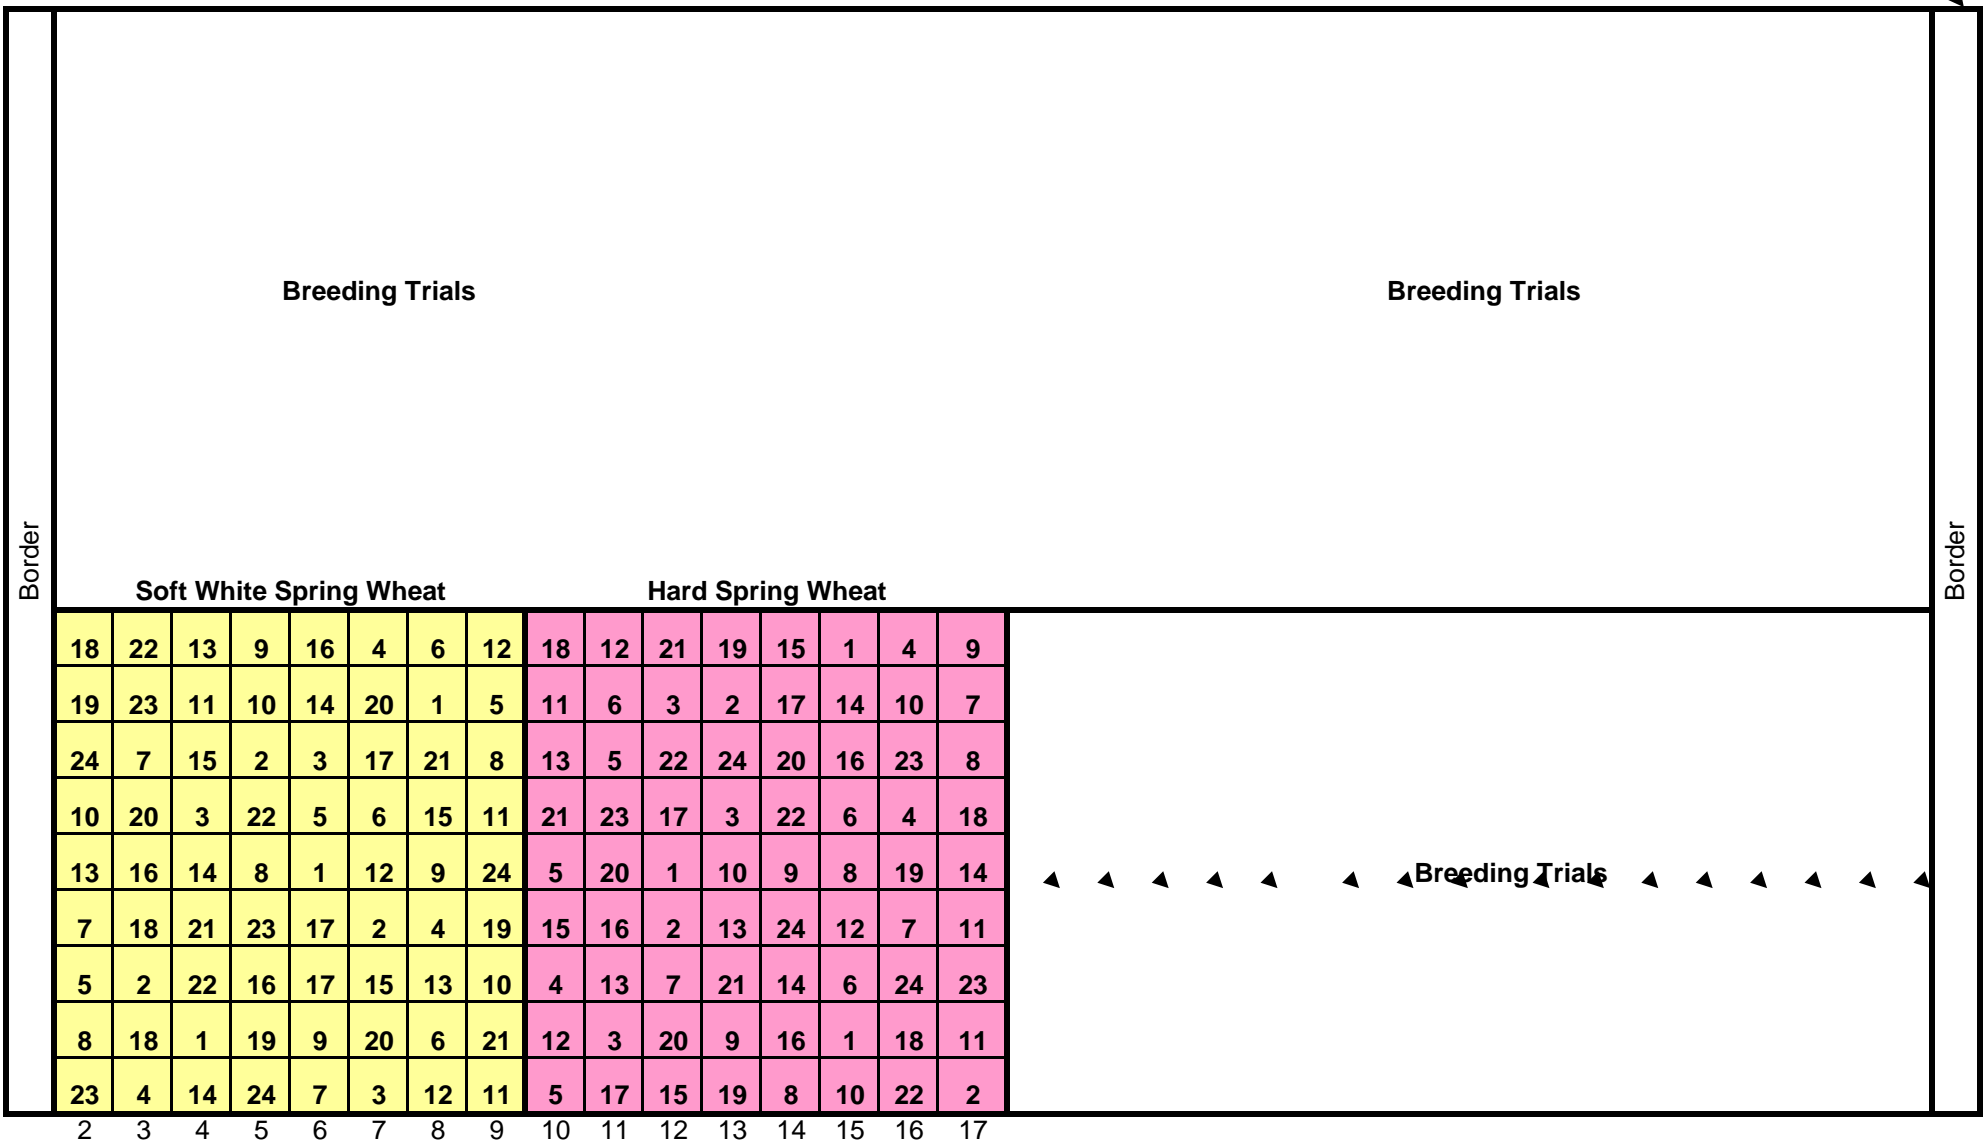 Breeding Trials Breeding Trials
Border Border
Soft White Spring Wheat Hard Spring Wheat
18 22 13 9 16 4 6 12 18 12 21 19 15 1 4 9
19 23 11 10 14 20 1 5 11 6 3 2 17 14 10 7
24 7 15 2 3 17 21 8 13 5 22 24 20 16 23 8
10 20 3 22 5 6 15 11 21 23 17 3 22 6 4 18
13 16 14 8 1 12 9 24 5 20 1 10 9 8 19 14 Breeding Trials
7 18 21 23 17 2 4 19 15 16 2 13 24 12 7 11
5 2 22 16 17 15 13 10 4 13 7 21 14 6 24 23
8 18 1 19 9 20 6 21 12 3 20 9 16 1 18 11
23 4 14 24 7 3 12 11 5 17 15 19 8 10 22 2
2 3 4 5 6 7 8 9 10 11 12 13 14 15 16 17